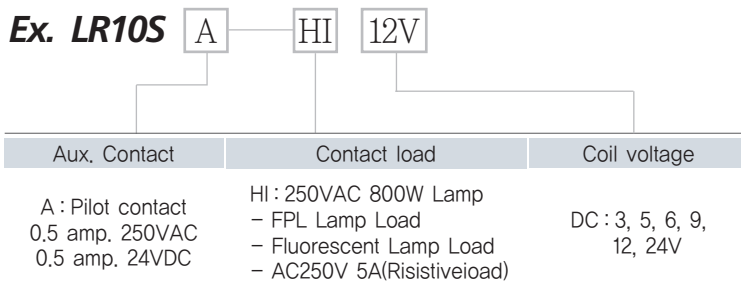 Ex. LR10S A HI 12V
Aux. Contact Contact load Coil voltage
A : Pilot contact
0.5 amp. 250VAC
0.5 amp. 24VDC
HI : 250VAC 800W Lamp
- FPL Lamp Load
- Fluorescent Lamp Load
- AC250V 5A(Risistiveioad)
DC : 3, 5, 6, 9,
12, 24V